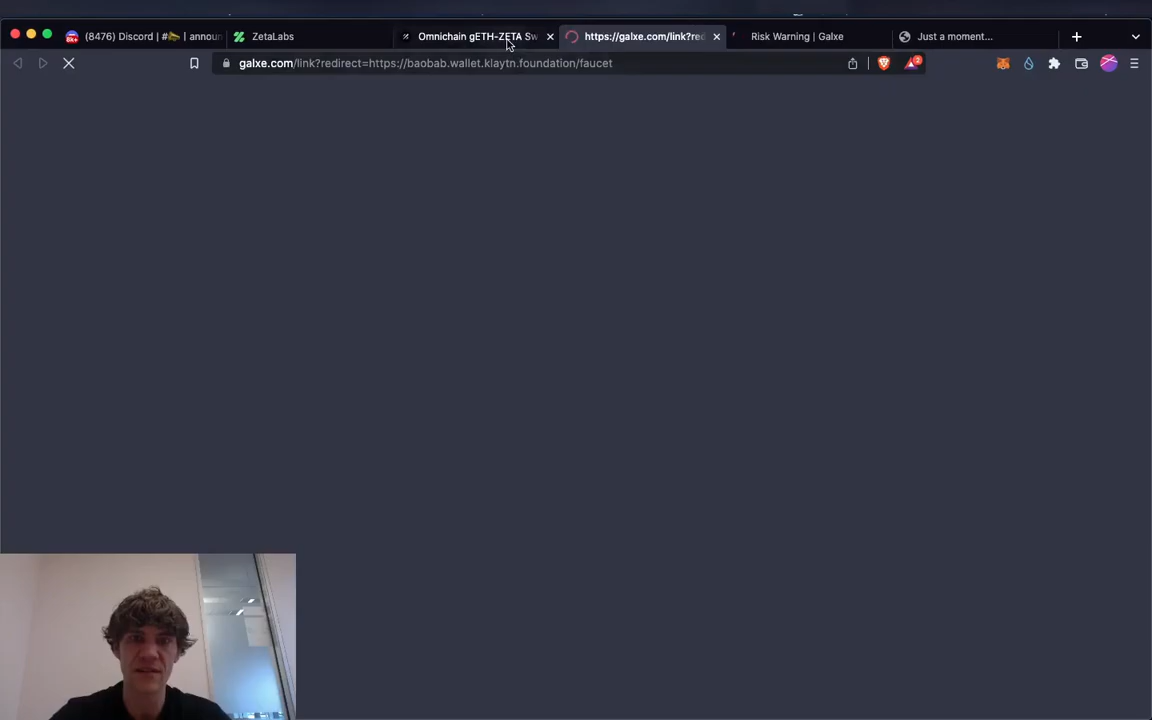 (8476) Discord | # | announ
ZetaLabs
Omnichain gETH-ZETA Sw
https://galxe.com/link?red
Risk Warning | Galxe
Just a moment...
galxe.com/link?redirect=https://baobab.wallet.klaytn.foundation/faucet
2